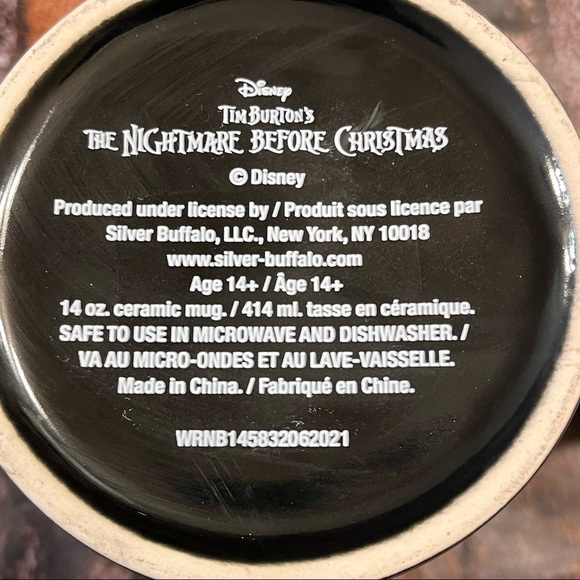 Disney
TIM BURTON'S
THE NIGHTMARE BEFORE CHRISTMAS
© Disney
Produced under license by / Produit sous licence par
Silver Buffalo, LLC., New York, NY 10018
www.silver-buffalo.com
Age 14+ / Âge 14+
14 oz. ceramic mug. / 414 ml. tasse en céramique.
SAFE TO USE IN MICROWAVE AND DISHWASHER. /
VA AU MICRO-ONDES ET AU LAVE-VAISSELLE.
Made in China. / Fabriqué en Chine.
WRNB145832062021